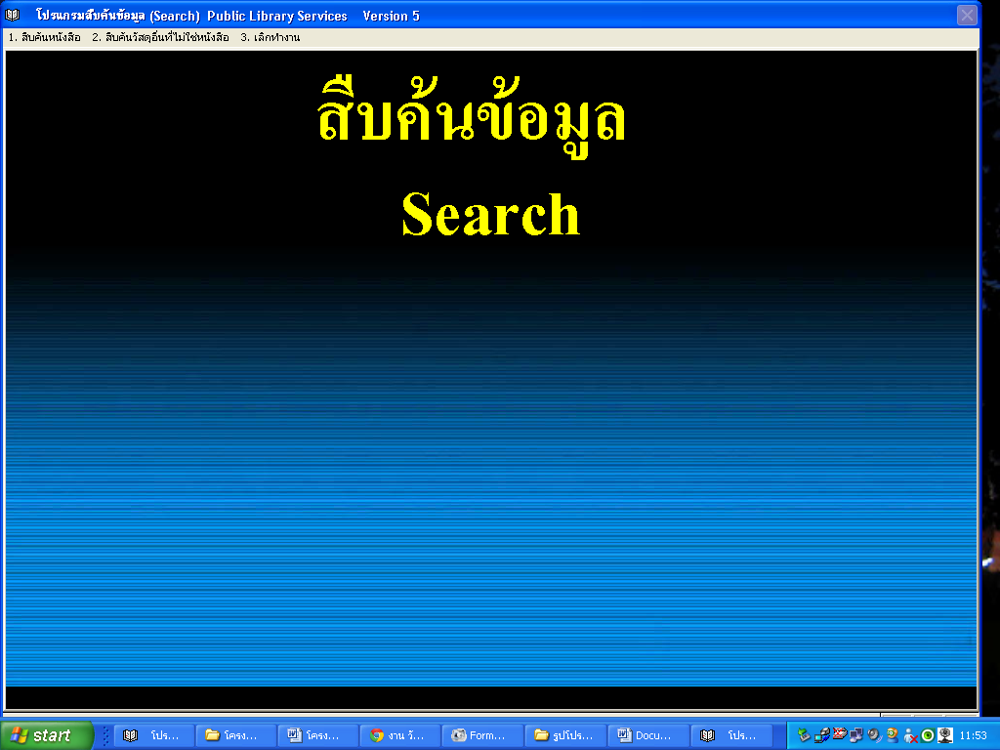 โปรแกรมสืบค้นข้อมูล (Search) Public Library Services Version 5
1. สืบค้นหนังสือ 2. สืบค้นวัสดุอื่นที่ไม่ใช่หนังสือ 3. เลิกทำงาน
สืบค้นข้อมูล
Search
start โปร... โครง... โครง... งาน วั... Form... รูปโปร... Docu... โปร... 11:53